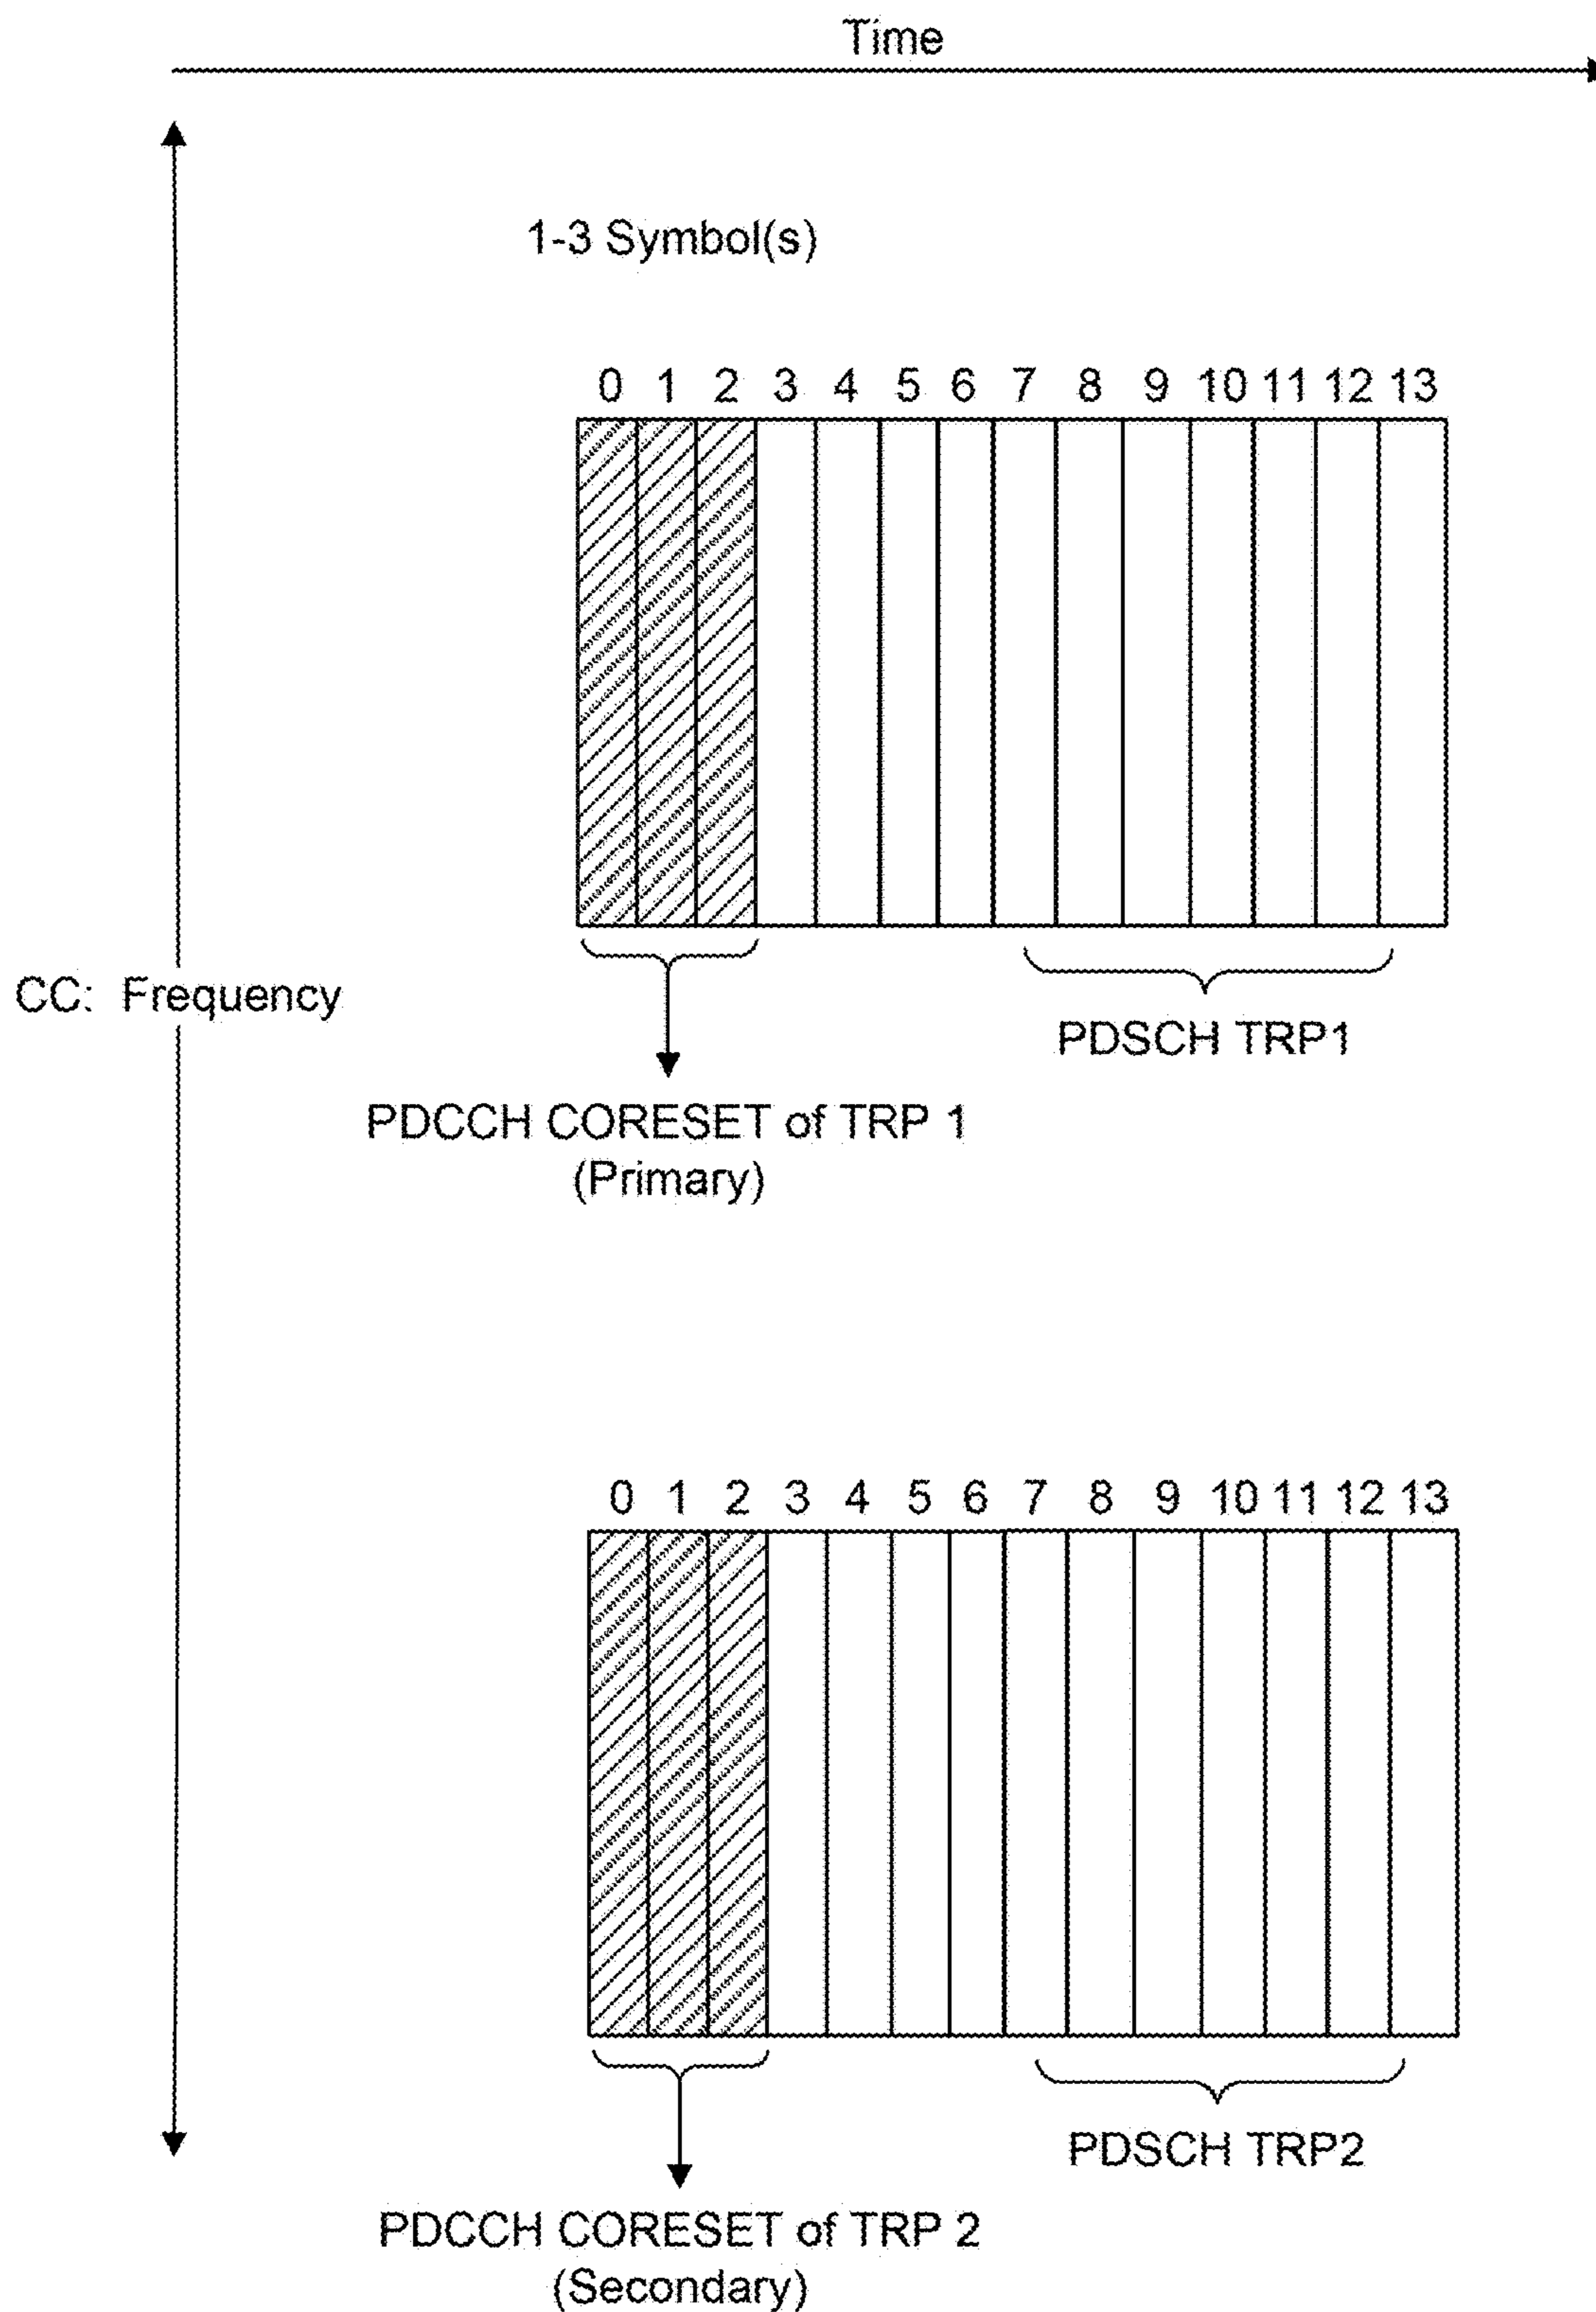 Time
1-3 Symbol(s)
0 1 2 3 4 5 6 7 8 9 10 11 12 13
CC: Frequency
PDSCH TRP1
PDCCH CORESET of TRP 1
(Primary)
0 1 2 3 4 5 6 7 8 9 10 11 12 13
PDSCH TRP2
PDCCH CORESET of TRP 2
(Secondary)